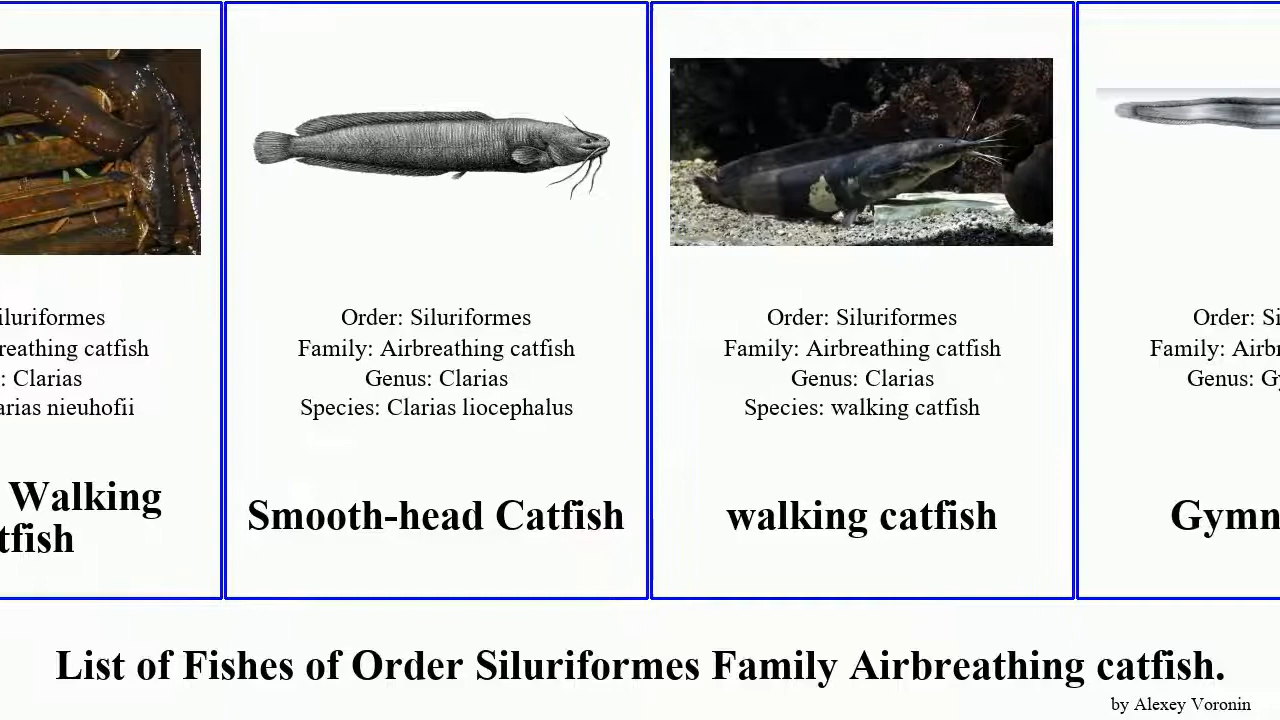 iluriformes
reathing catfish
: Clarias
arias nieuhofii
Walking
tfish
Order: Siluriformes
Family: Airbreathing catfish
Genus: Clarias
Species: Clarias liocephalus
Smooth-head Catfish
Order: Siluriformes
Family: Airbreathing catfish
Genus: Clarias
Species: walking catfish
walking catfish
Order: Si
Family: Airb
Genus: Gy
Gymn
List of Fishes of Order Siluriformes Family Airbreathing catfish.
by Alexey Voronin